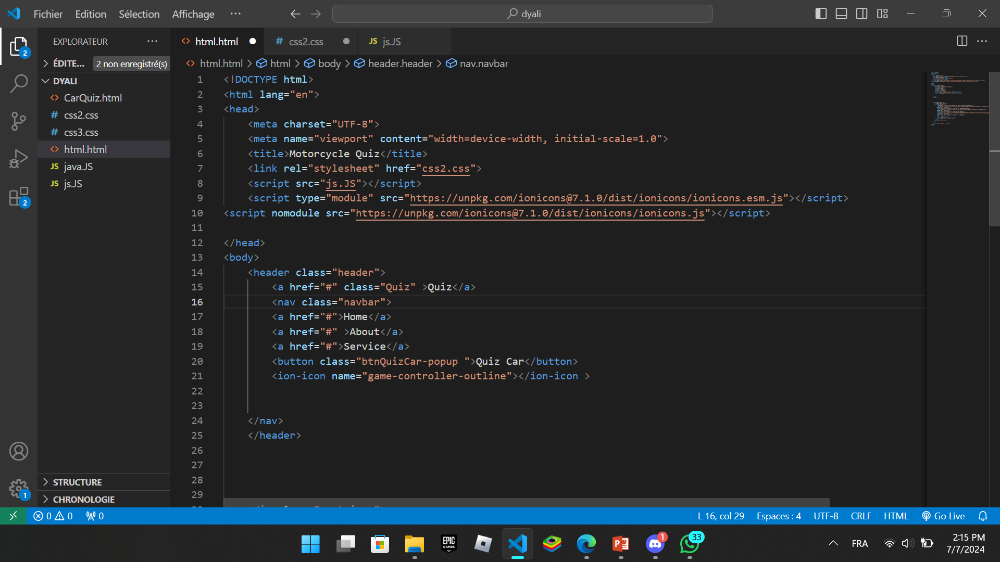 Fichier Edition Sélection Affichage ··· dyali
EXPLORATEUR ···
ÉDITE... 2 non enregistré(s)
DYALI
<> CarQuiz.html
# css2.css
# css3.css
<> html.html
JS java.JS
JS js.JS
STRUCTURE
CHRONOLOGIE
2
2
1
<> html.html # css2.css JS js.JS ···
<> html.html > html > body > header.header > nav.navbar
1 <!DOCTYPE html>
2 <html lang="en">
3 <head>
4 <meta charset="UTF-8">
5 <meta name="viewport" content="width=device-width, initial-scale=1.0">
6 <title>Motorcycle Quiz</title>
7 <link rel="stylesheet" href="css2.css">
8 <script src="js.JS"></script>
9 <script type="module" src="https://unpkg.com/ionicons@7.1.0/dist/ionicons/ionicons.esm.js"></script>
10 <script nomodule src="https://unpkg.com/ionicons@7.1.0/dist/ionicons/ionicons.js"></script>
11
12 </head>
13 <body>
14 <header class="header">
15 <a href="#" class="Quiz" >Quiz</a>
16 <nav class="navbar">
17 <a href="#">Home</a>
18 <a href="#" >About</a>
19 <a href="#">Service</a>
20 <button class="btnQuizCar-popup ">Quiz Car</button>
21 <ion-icon name="game-controller-outline"></ion-icon >
22
23
24 </nav>
25 </header>
26
27
28
29
0 0 0 L 16, col 29 Espaces : 4 UTF-8 CRLF HTML Go Live
EPIC GAMES P 1 33 FRA 2:15 PM
7/7/2024